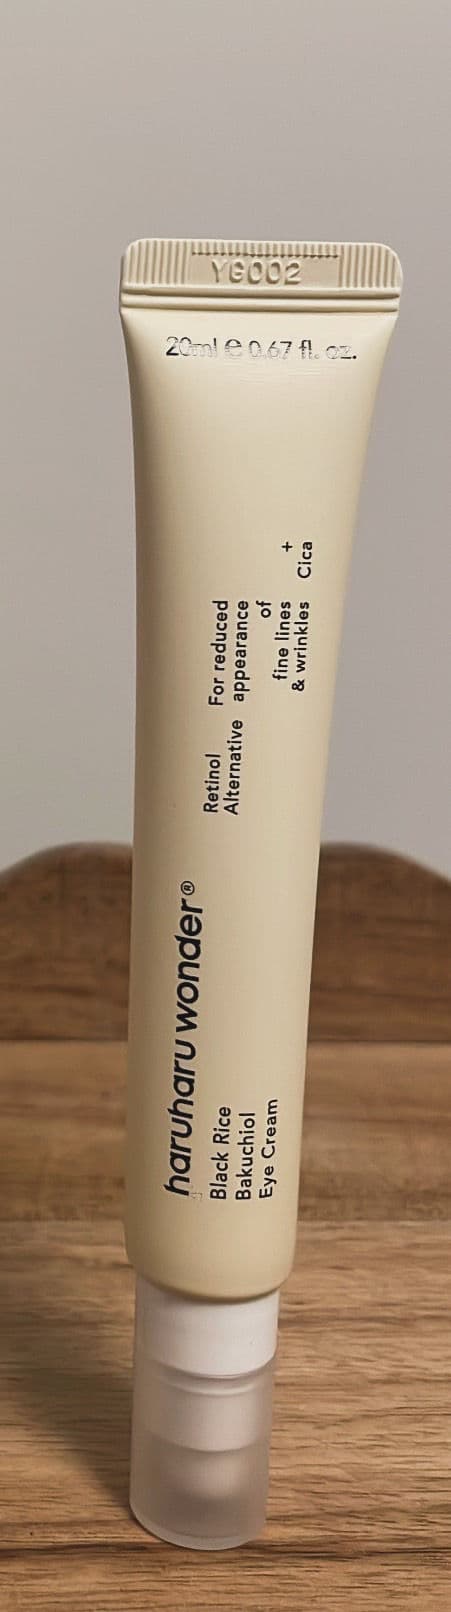 YG002
20ml e 0.67 fl. oz.
haruharu wonder®
Black Rice
Bakuchiol
Eye Cream
Retinol
Alternative
For reduced
appearance
of
fine lines
& wrinkles
+
Cica